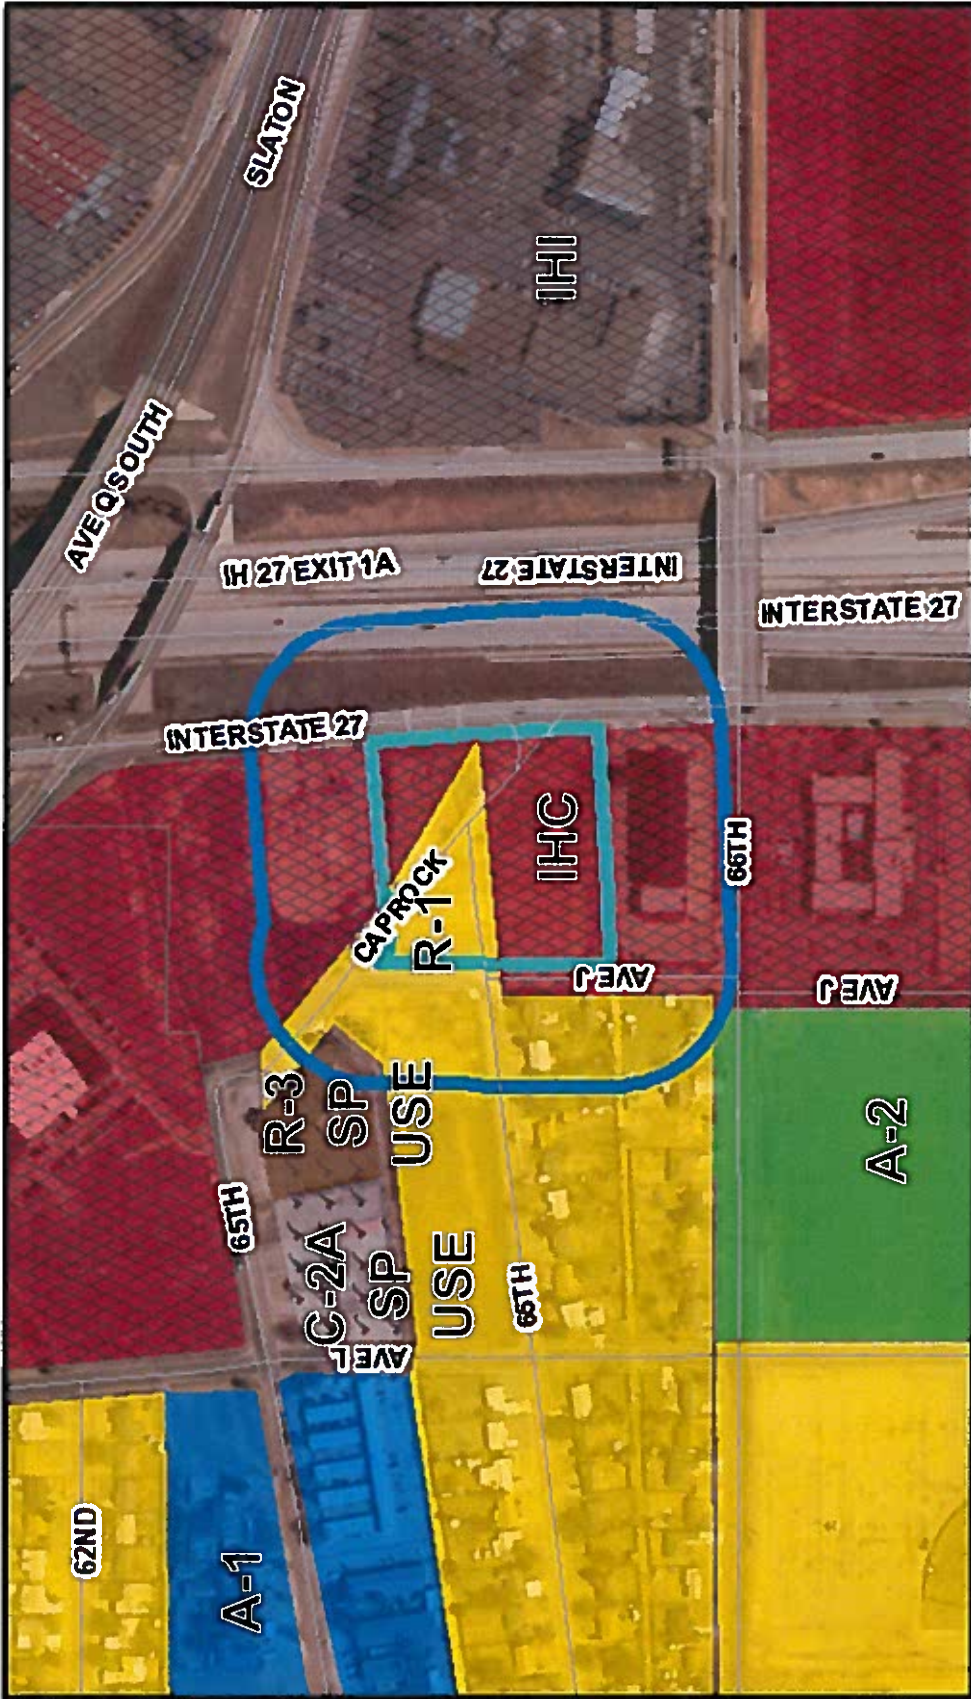 SLATON
IHI
AVE Q SOUTH
IH 27 EXIT 1A
INTERSTATE 27
INTERSTATE 27
INTERSTATE 27
IHC
66TH
CAPROCK
R-1
AVE J
AVE J
R-3
SP
USE
A-2
65TH
C-2A
SP
USE
66TH
AVE L
62ND
A-1